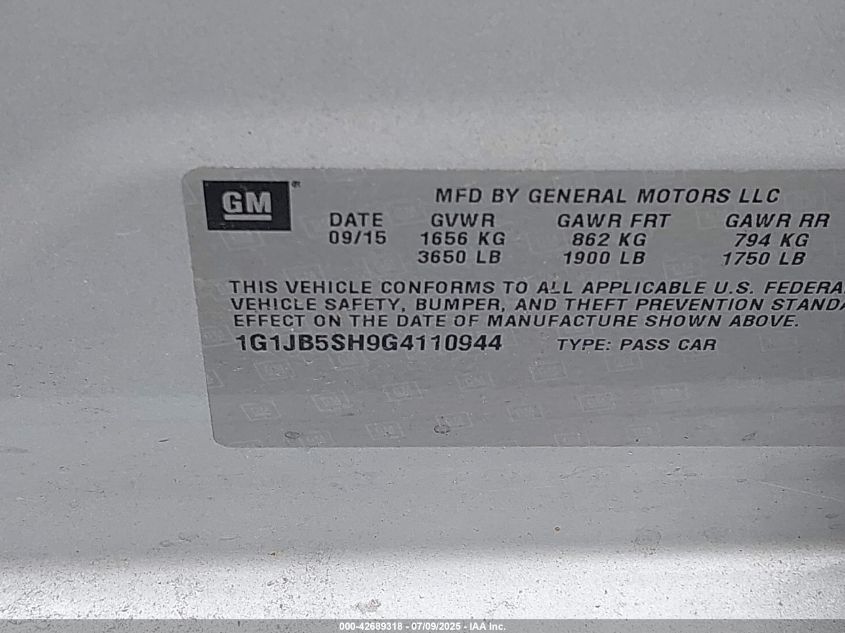 GM®
MFD BY GENERAL MOTORS LLC
DATE GVWR GAWR FRT GAWR RR
09/15 1656 KG 862 KG 794 KG
3650 LB 1900 LB 1750 LB
THIS VEHICLE CONFORMS TO ALL APPLICABLE U.S. FEDERA
VEHICLE SAFETY, BUMPER, AND THEFT PREVENTION STANDA
EFFECT ON THE DATE OF MANUFACTURE SHOWN ABOVE.
1G1JB5SH9G4110944 TYPE: PASS CAR
000-42689318 - 07/09/2025 - IAA Inc.